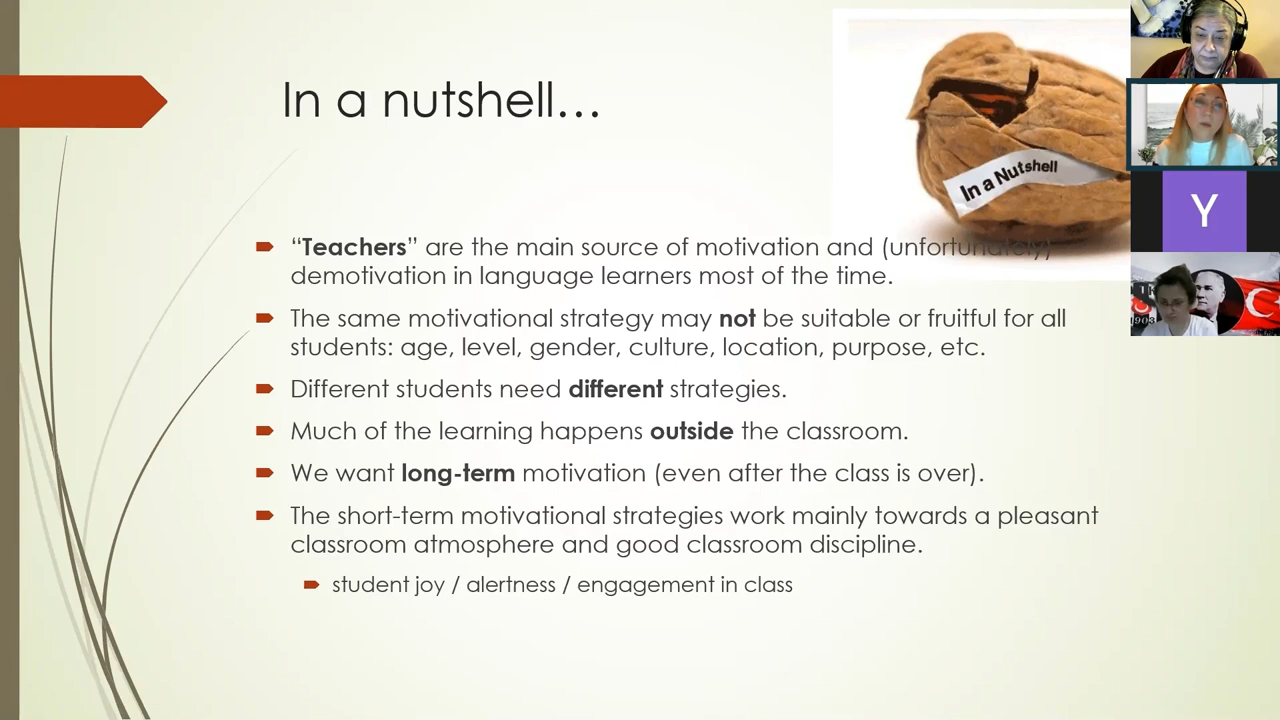 In a nutshell…
In a Nutshell
“Teachers” are the main source of motivation and (unfortunately)
demotivation in language learners most of the time.
The same motivational strategy may not be suitable or fruitful for all
students: age, level, gender, culture, location, purpose, etc.
Different students need different strategies.
Much of the learning happens outside the classroom.
We want long-term motivation (even after the class is over).
The short-term motivational strategies work mainly towards a pleasant
classroom atmosphere and good classroom discipline.
student joy / alertness / engagement in class
Y
1903